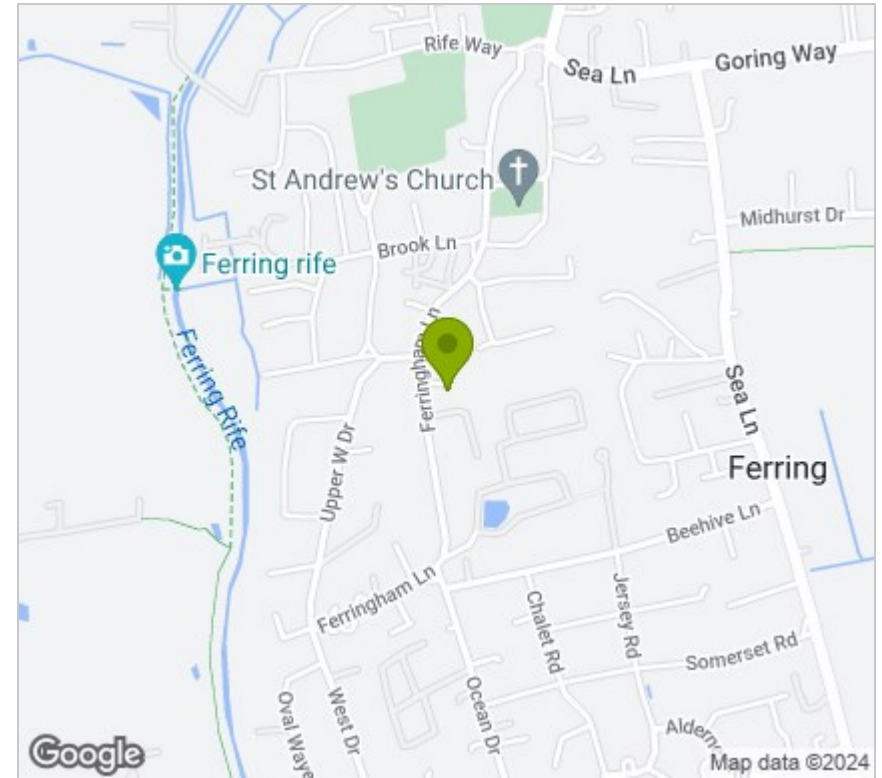 Rife Way
Sea Ln
Goring Way
St Andrew's Church
Midhurst Dr
Brook Ln
Ferring rife
Ferringham Ln
Ferring Rife
Sea Ln
Upper W Dr
Ferring
Beehive Ln
Ferringham Ln
Chalet Rd
Jersey Rd
Somerset Rd
Oval Waye
West Dr
Ocean Dr
Alderne
Google
Map data ©2024